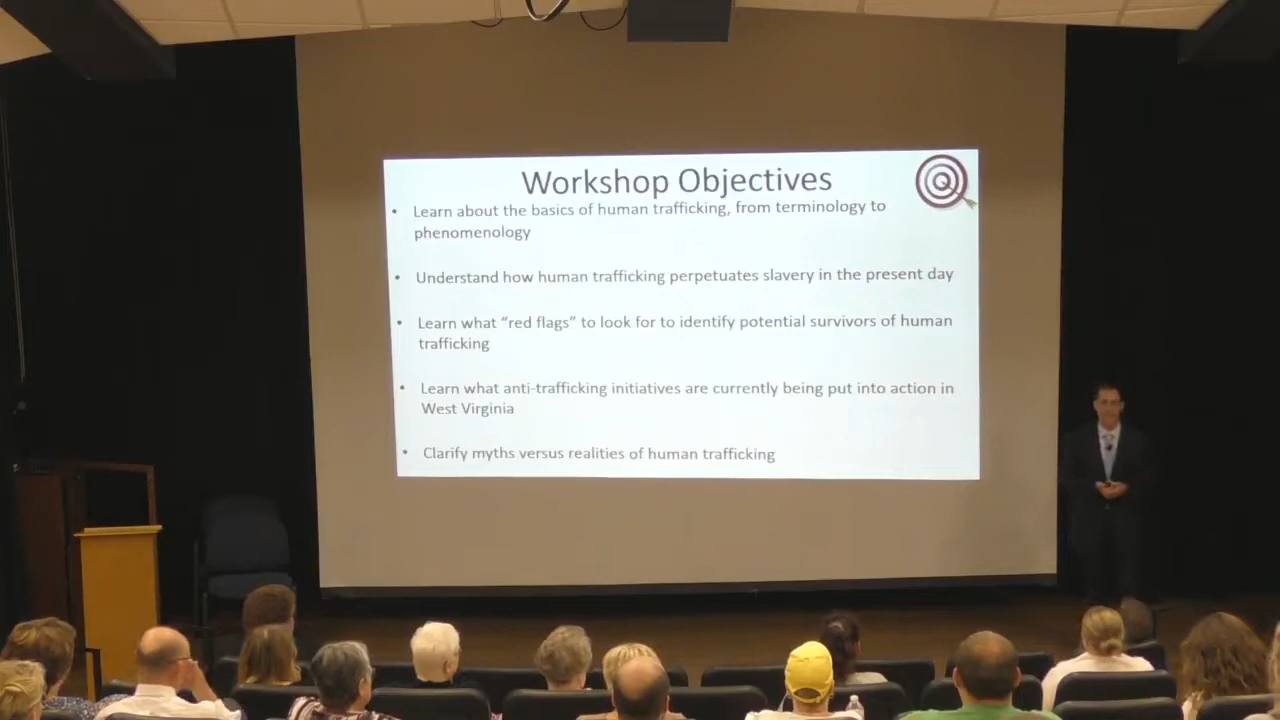 Workshop Objectives
• Learn about the basics of human trafficking, from terminology to
phenomenology
• Understand how human trafficking perpetuates slavery in the present day
• Learn what “red flags” to look for to identify potential survivors of human
trafficking
• Learn what anti-trafficking initiatives are currently being put into action in
West Virginia
• Clarify myths versus realities of human trafficking